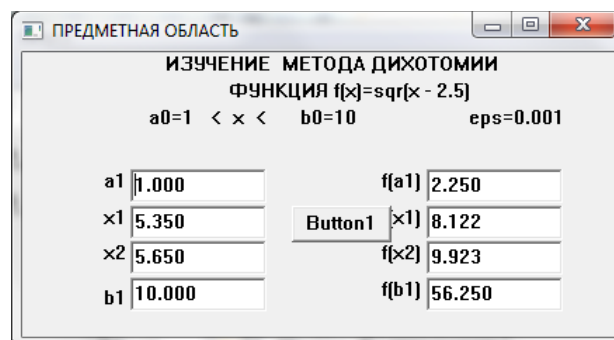 ПРЕДМЕТНАЯ ОБЛАСТЬ
ИЗУЧЕНИЕ МЕТОДА ДИХОТОМИИ
ФУНКЦИЯ f(x)=sqr(x - 2.5)
a0=1 < x < b0=10 eps=0.001
a1 1.000 f(a1) 2.250
x1 5.350 Button1 (x1) 8.122
x2 5.650 f(x2) 9.923
b1 10.000 f(b1) 56.250